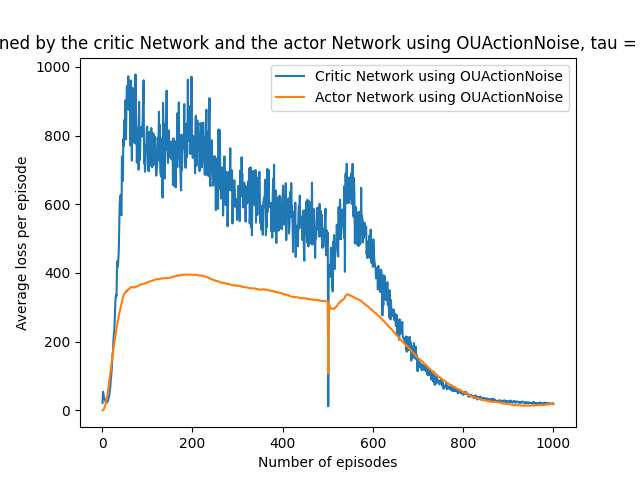 ned by the critic Network and the actor Network using OUActionNoise, tau =
Critic Network using OUActionNoise
Actor Network using OUActionNoise
Average loss per episode
1000
800
600
400
200
0
0 200 400 600 800 1000
Number of episodes